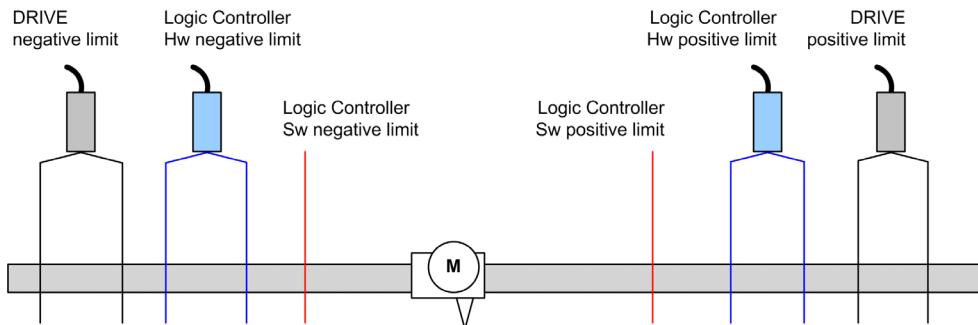 DRIVE
negative limit
Logic Controller
Hw negative limit
Logic Controller
Sw negative limit
Logic Controller
Sw positive limit
Logic Controller
Hw positive limit
DRIVE
positive limit
M